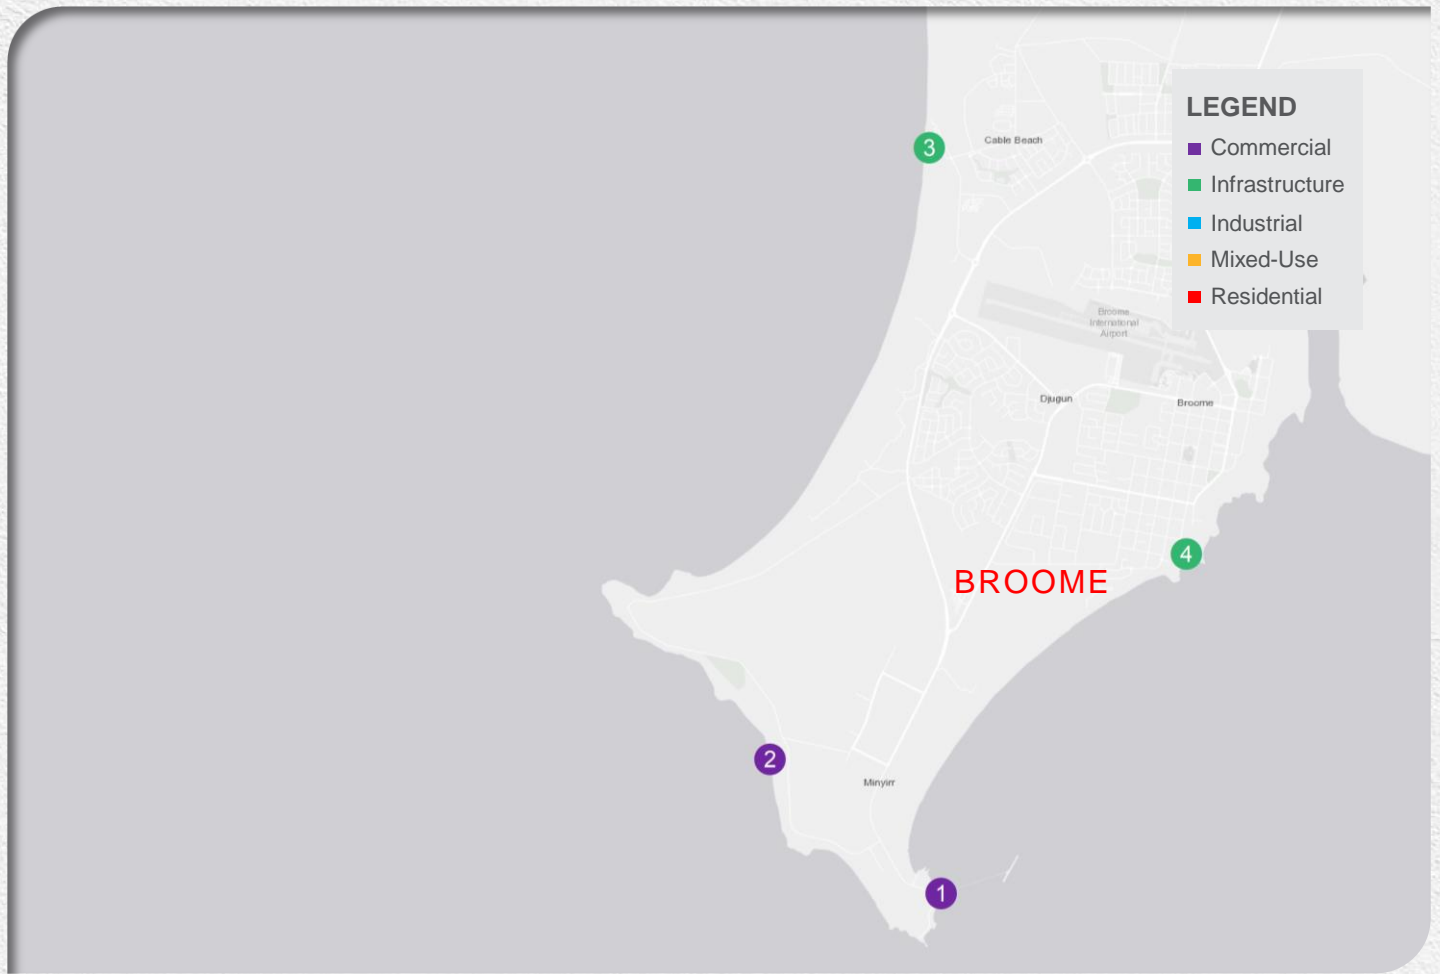 LEGEND
Commercial
Infrastructure
Industrial
Mixed-Use
Residential
3
Cable Beach
Broome
International
Airport
Djugun
Broome
4
BROOME
2
Minyirr
1